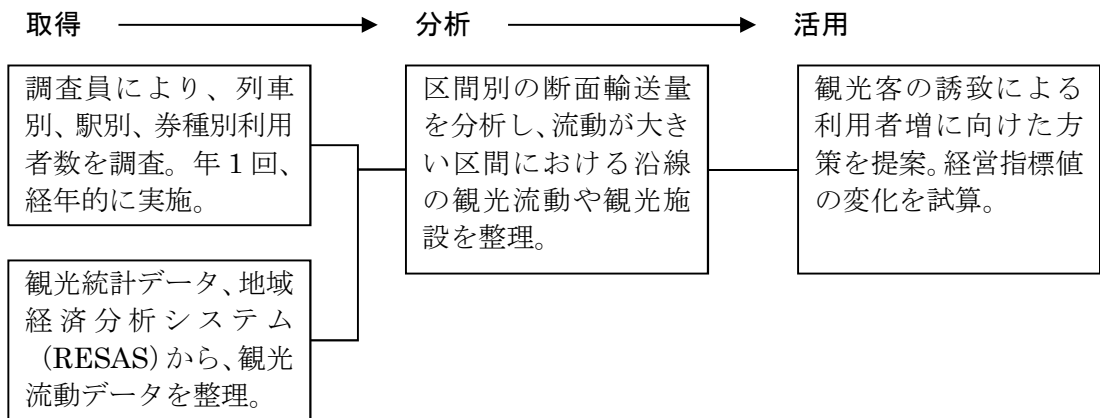 取得
分析
活用
調査員により、列車
別、駅別、券種別利用
者数を調査。年1回、
経年的に実施。
観光統計データ、地域
経済分析システム
(RESAS)から、観光
流動データを整理。
区間別の断面輸送量
を分析し、流動が大き
い区間における沿線
の観光流動や観光施
設を整理。
観光客の誘致による
利用者増に向けた方
策を提案。経営指標値
の変化を試算。